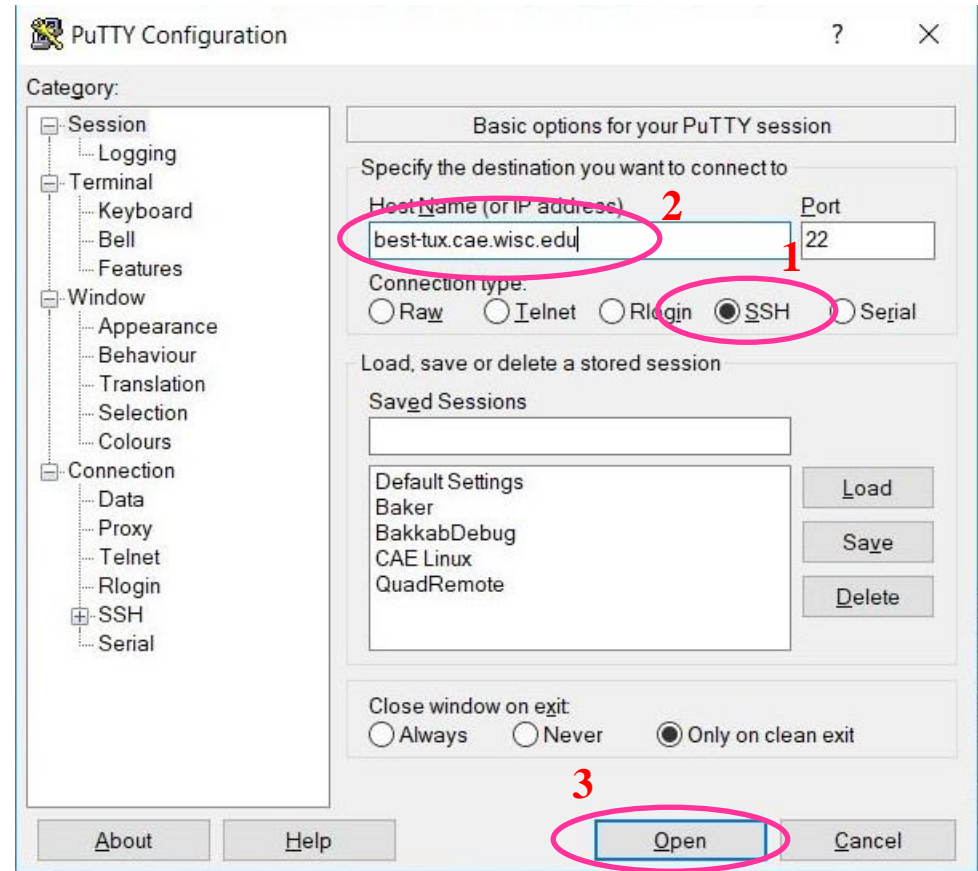 PuTTY Configuration
?
Category:
Session
Logging
Terminal
Keyboard
Bell
Features
Window
Appearance
Behaviour
Translation
Selection
Colours
Connection
Data
Proxy
Telnet
Rlogin
SSH
Serial
Basic options for your PuTTY session
Specify the destination you want to connect to
Host Name (or IP address) 2 Port
best-tux.cae.wisc.edu 22
1
Connection type:
Raw Telnet Rlogin SSH Serial
Load, save or delete a stored session
Saved Sessions
Default Settings
Baker
BakkabDebug
CAE Linux
QuadRemote
Load
Save
Delete
Close window on exit:
Always Never Only on clean exit
3
About Help Open Cancel